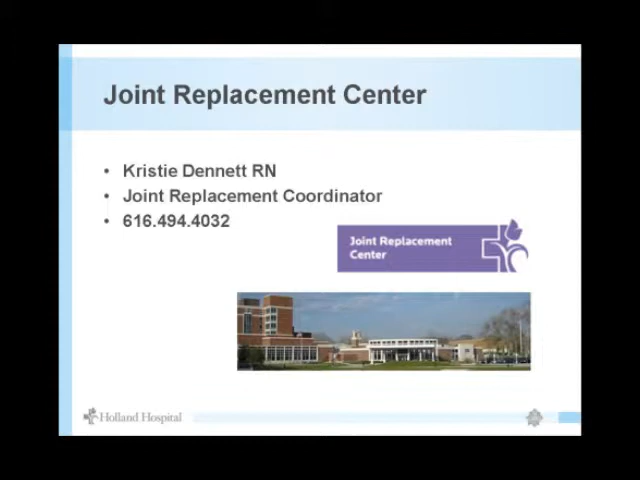 Joint Replacement Center
• Kristie Dennett RN
• Joint Replacement Coordinator
• 616.494.4032
Joint Replacement
Center
Holland Hospital